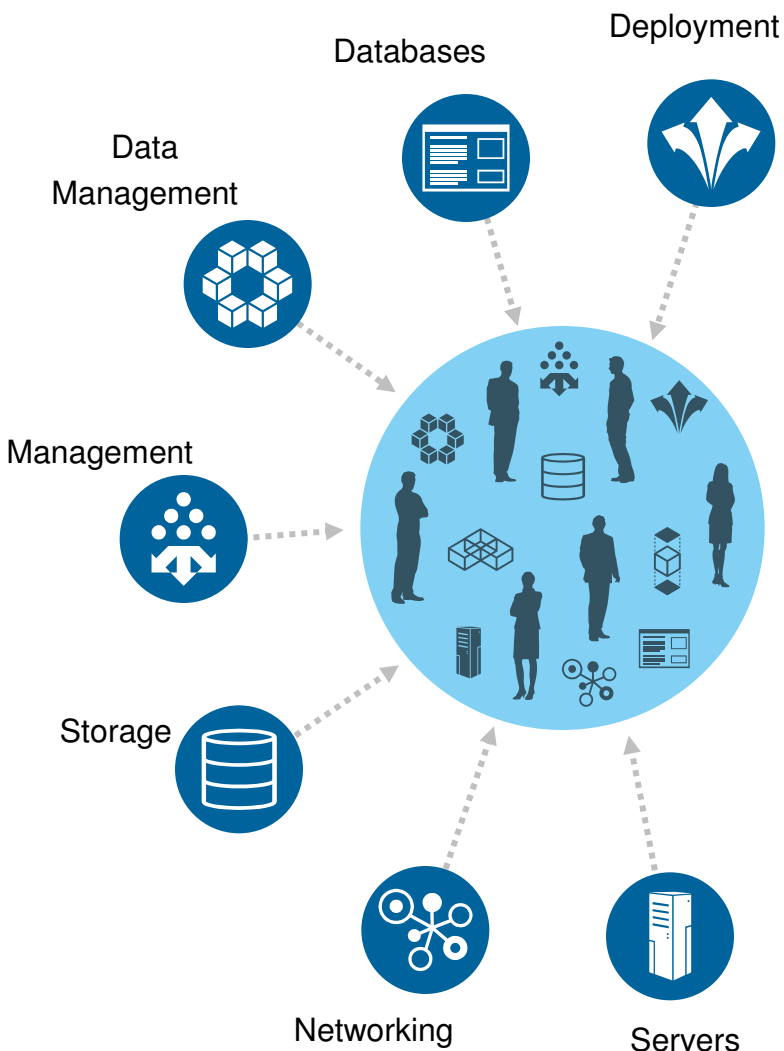 Deployment
Databases
Data
Management
Management
Storage
Networking
Servers